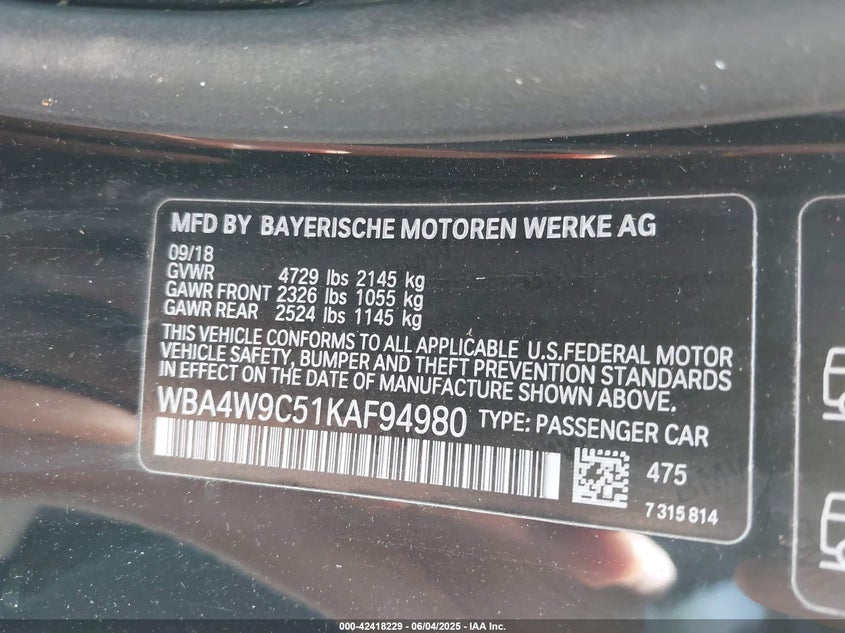 MFD BY BAYERISCHE MOTOREN WERKE AG
09/18
GVWR 4729 lbs 2145 kg
GAWR FRONT 2326 lbs 1055 kg
GAWR REAR 2524 lbs 1145 kg
THIS VEHICLE CONFORMS TO ALL APPLICABLE U.S.FEDERAL MOTOR
VEHICLE SAFETY, BUMPER AND THEFT PREVENTION STANDARDS
IN EFFECT ON THE DATE OF MANUFACTURE SHOWN ABOVE.
WBA4W9C51KAF94980 TYPE: PASSENGER CAR
475
7 315 814
000-42418229 - 06/04/2025 - IAA Inc.